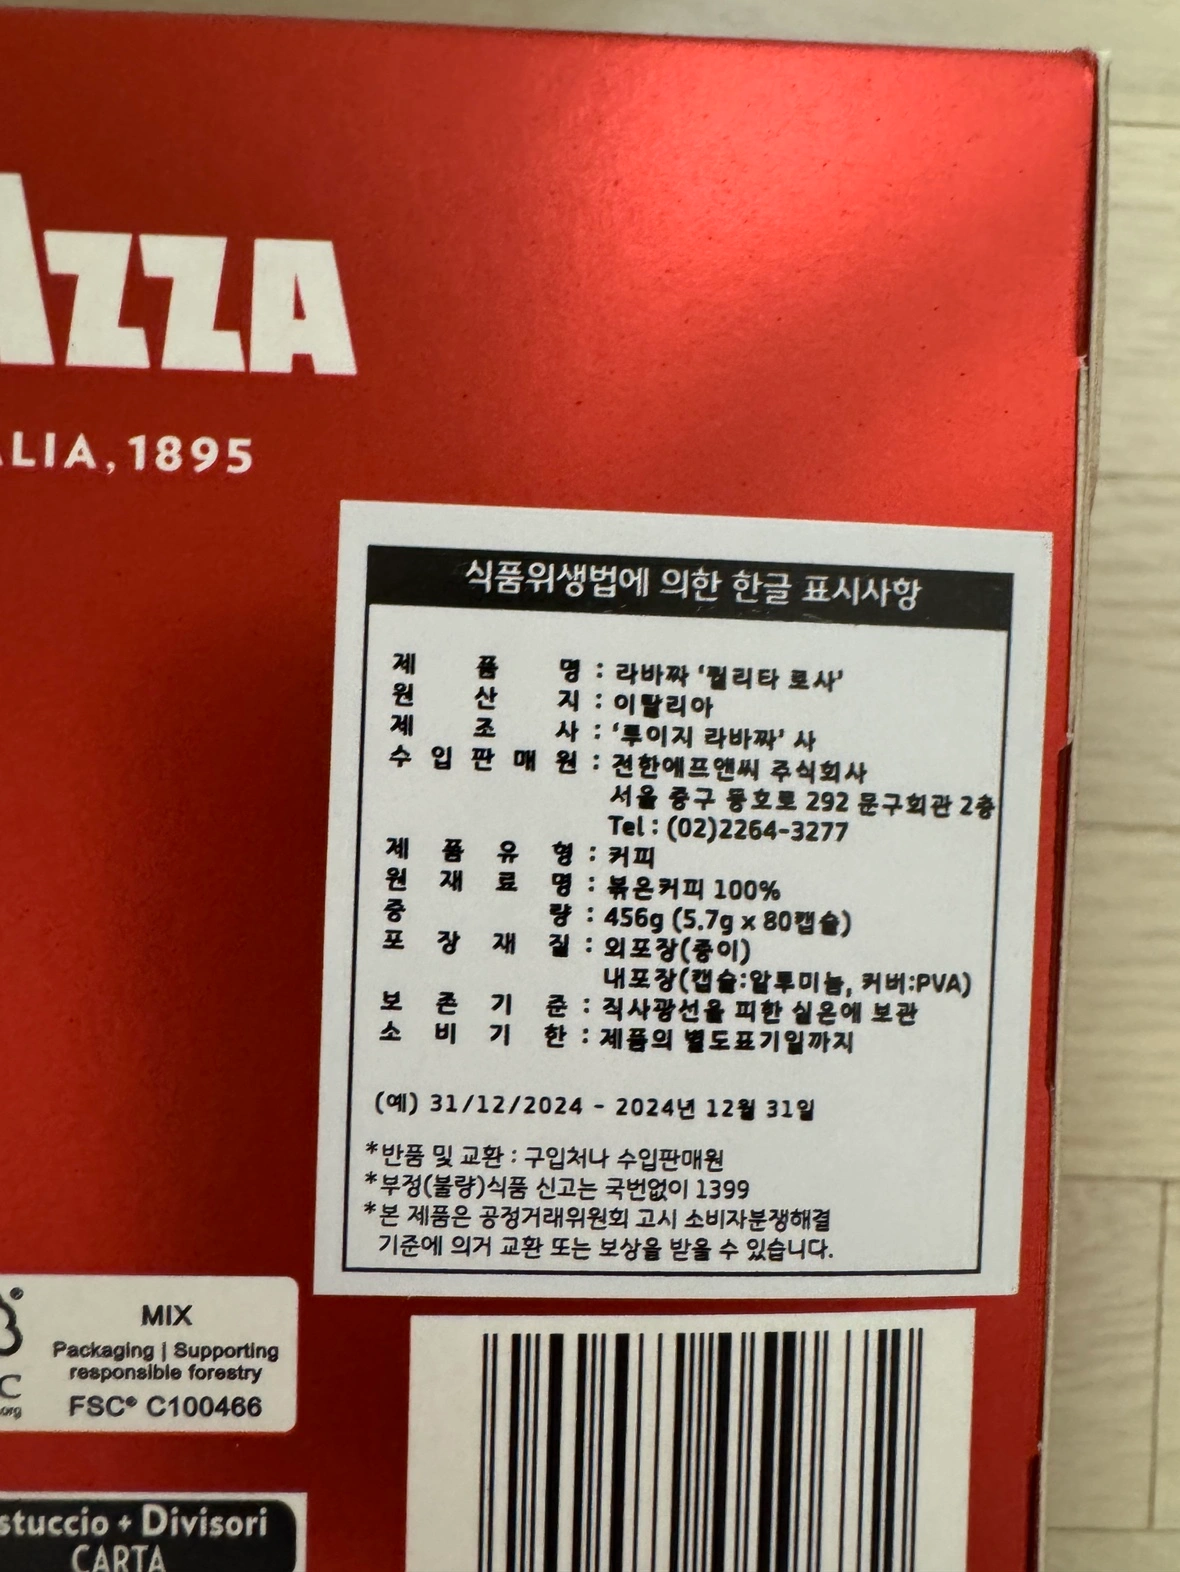 AZZA
ALIA, 1895
식품위생법에 의한 한글 표시사항
제 품 명 : 라바짜 '퀄리타 로사'
원 산 지 : 이탈리아
제 조 사 : '루이지 라바짜' 사
수 입 판 매 원 : 전한에프앤씨 주식회사
서울 중구 동호로 292 문구회관 2층
Tel : (02)2264-3277
제 품 유 형 : 커피
원 재 료 명 : 볶은커피 100%
중 량 : 456g (5.7g x 80캡슐)
포 장 재 질 : 외포장(종이)
내포장(캡슐:알루미늄, 커버:PVA)
보 존 기 준 : 직사광선을 피한 실온에 보관
소 비 기 한 : 제품의 별도표기일까지
(예) 31/12/2024 - 2024년 12월 31일
*반품 및 교환 : 구입처나 수입판매원
*부정(불량)식품 신고는 국번없이 1399
*본 제품은 공정거래위원회 고시 소비자분쟁해결
기준에 의거 교환 또는 보상을 받을 수 있습니다.
MIX
Packaging | Supporting
responsible forestry
FSC® C100466
C
org
stuccio + Divisori
CARTA